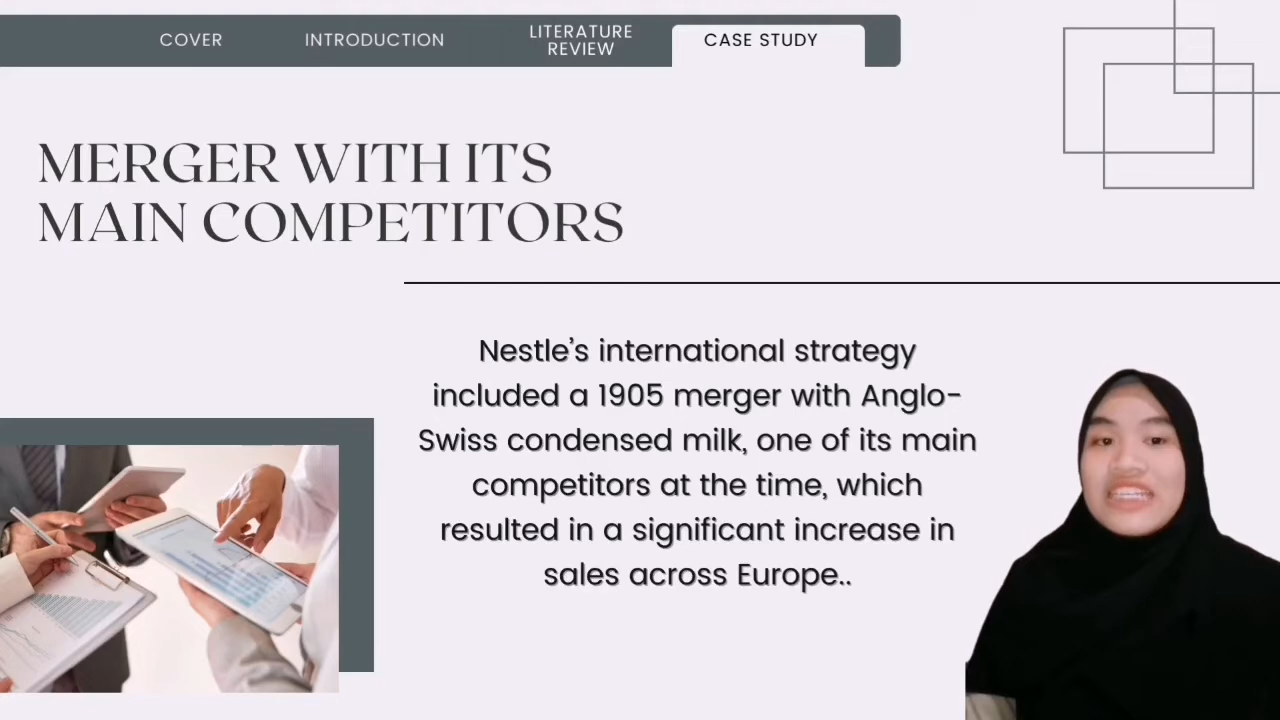 COVER
INTRODUCTION
LITERATURE
REVIEW
CASE STUDY
MERGER WITH ITS
MAIN COMPETITORS
Nestle's international strategy
included a 1905 merger with Anglo-
Swiss condensed milk, one of its main
competitors at the time, which
resulted in a significant increase in
sales across Europe..